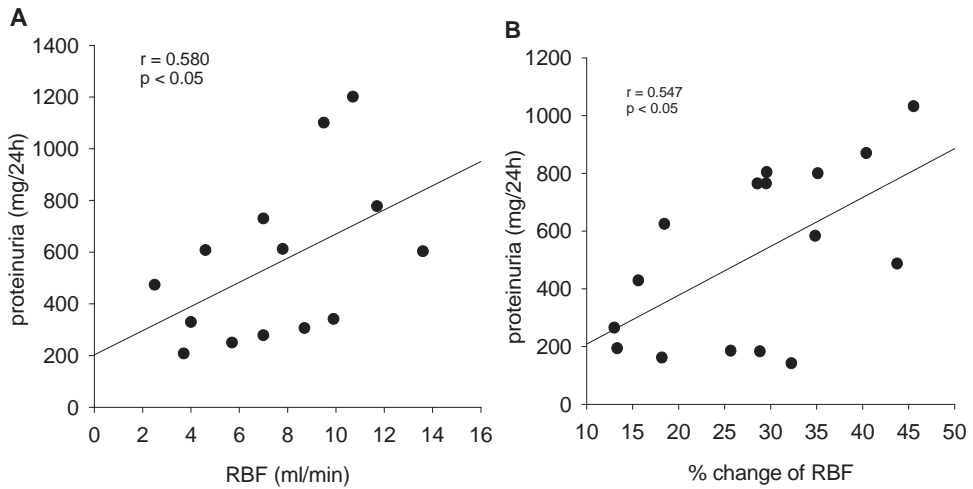 A
r = 0.580
p < 0.05
proteinuria (mg/24h)
1400
1200
1000
800
600
400
200
0
0 2 4 6 8 10 12 14 16
RBF (ml/min)
B
r = 0.547
p < 0.05
proteinuria (mg/24h)
1200
1000
800
600
400
200
0
10 15 20 25 30 35 40 45 50
% change of RBF